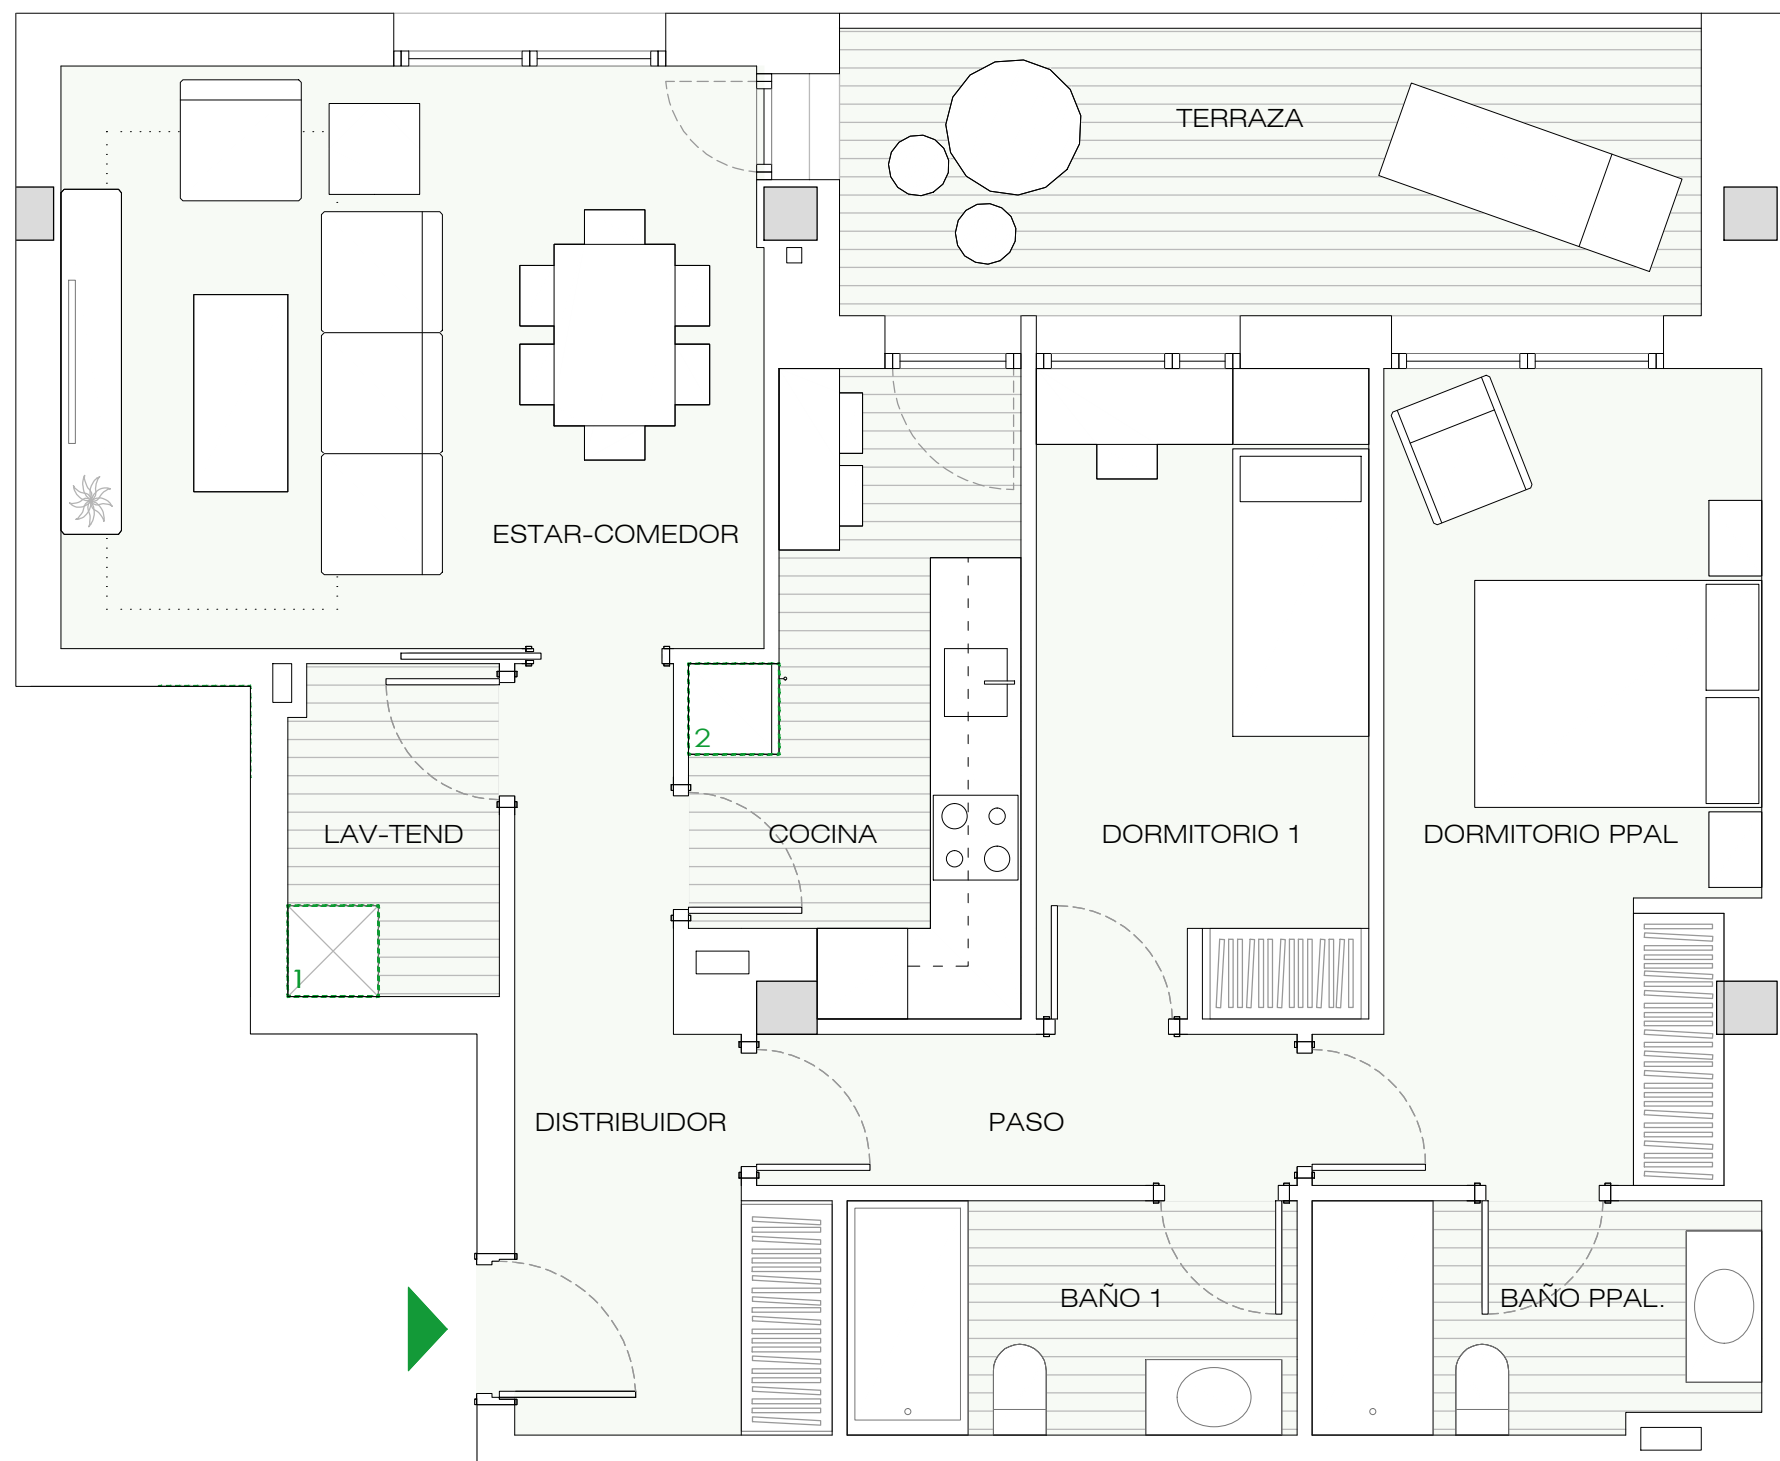 TERRAZA
ESTAR-COMEDOR
2
LAV-TEND
COCINA
DORMITORIO 1
DORMITORIO PPAL
1
DISTRIBUIDOR
PASO
BAÑO 1
BAÑO PPAL.